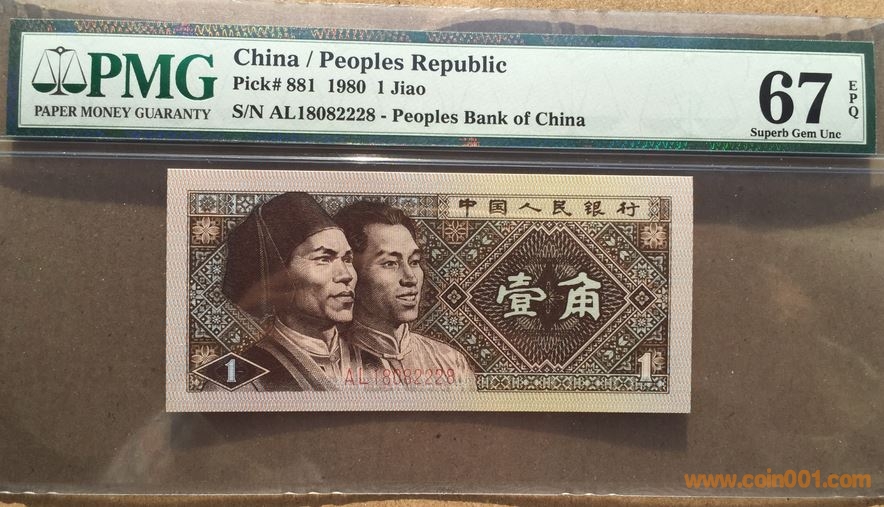 PMG
PAPER MONEY GUARANTY
China / Peoples Republic
Pick# 881 1980 1 Jiao
S/N AL18082228 - Peoples Bank of China
67
EPQ
Superb Gem Unc
中国人民银行
壹角
1
AL18082228
1
www.coin001.com